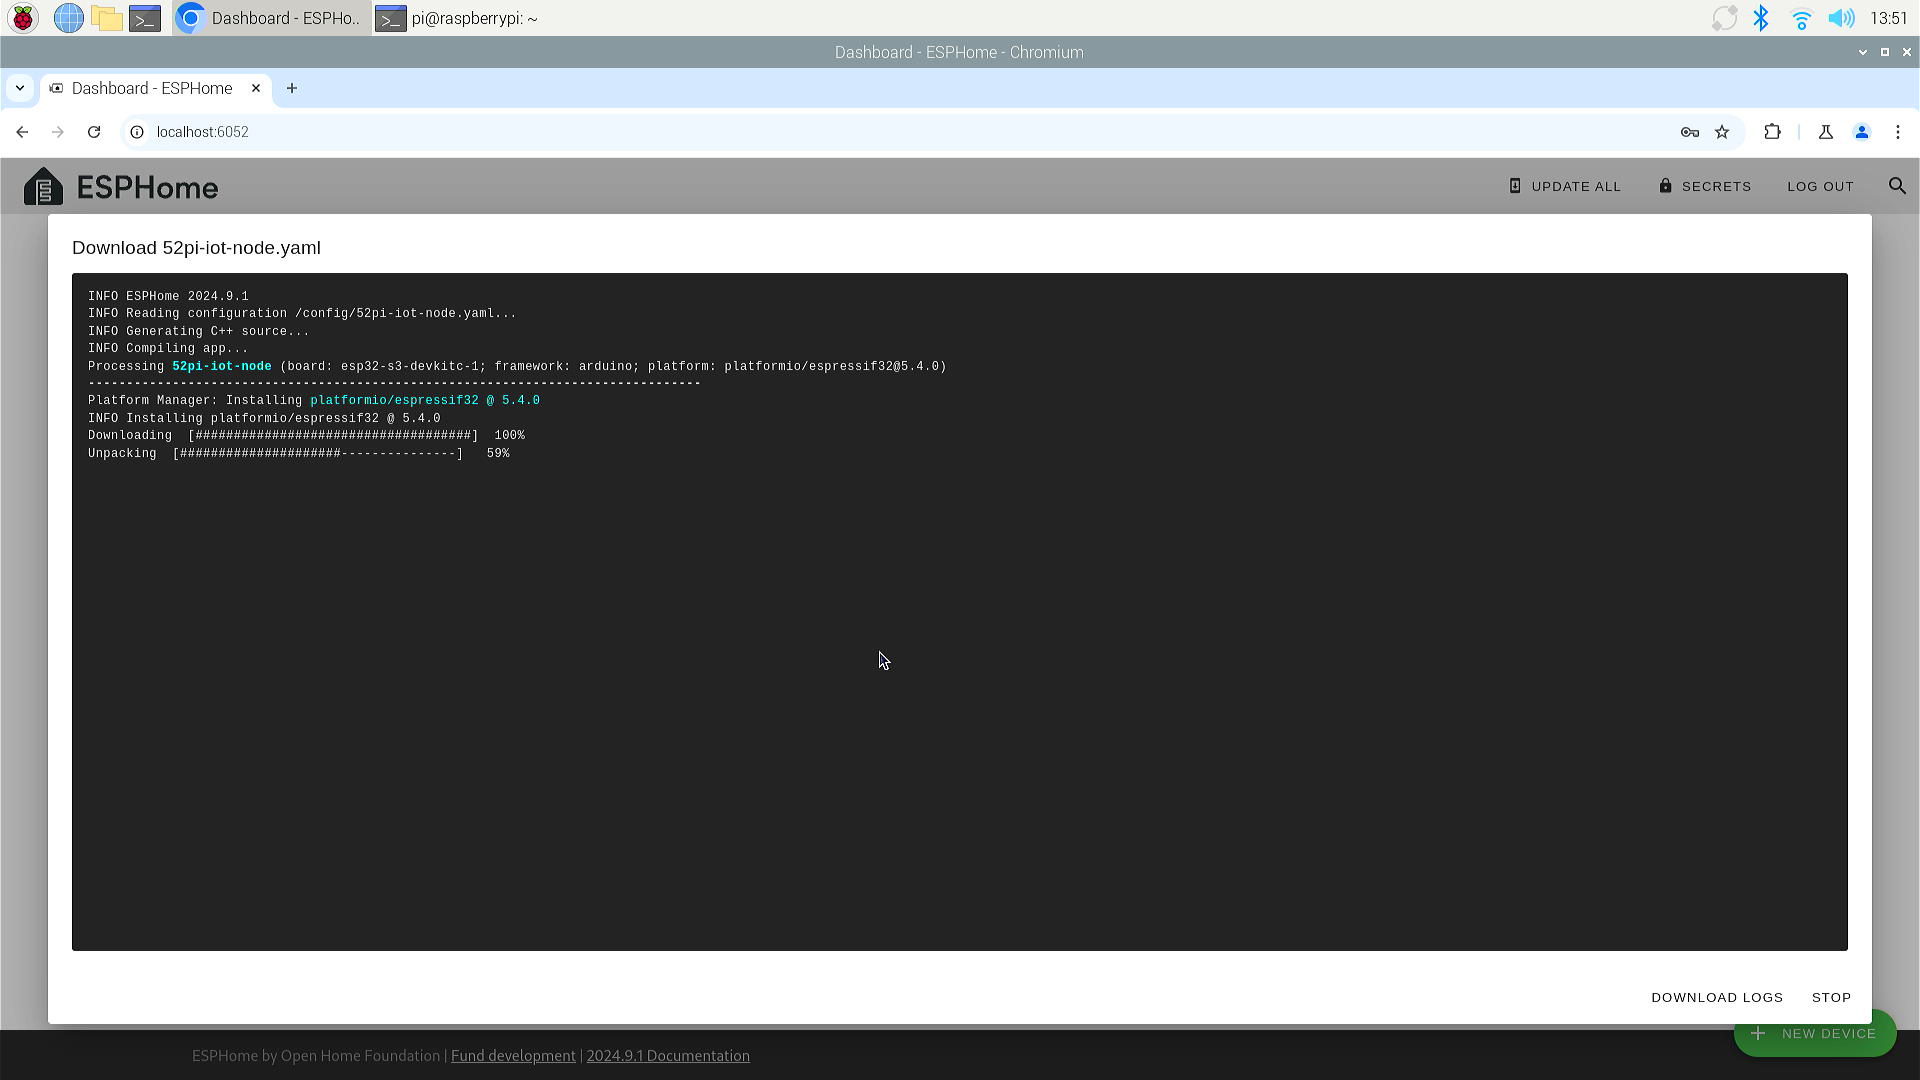 Dashboard - ESPHo..
pi@raspberrypi: ~
13:51
Dashboard - ESPHome - Chromium
Dashboard - ESPHome
localhost:6052
ESPHome
UPDATE ALL
SECRETS
LOG OUT
Download 52pi-iot-node.yaml
INFO ESPHome 2024.9.1
INFO Reading configuration /config/52pi-iot-node.yaml...
INFO Generating C++ source...
INFO Compiling app...
Processing 52pi-iot-node (board: esp32-s3-devkitc-1; framework: arduino; platform: platformio/espressif32@5.4.0)
--------------------------------------------------------------------------------
Platform Manager: Installing platformio/espressif32 @ 5.4.0
INFO Installing platformio/espressif32 @ 5.4.0
Downloading  [####################################]  100%
Unpacking  [#####################---------------]   59%
DOWNLOAD LOGS
STOP
NEW DEVICE
ESPHome by Open Home Foundation | Fund development | 2024.9.1 Documentation